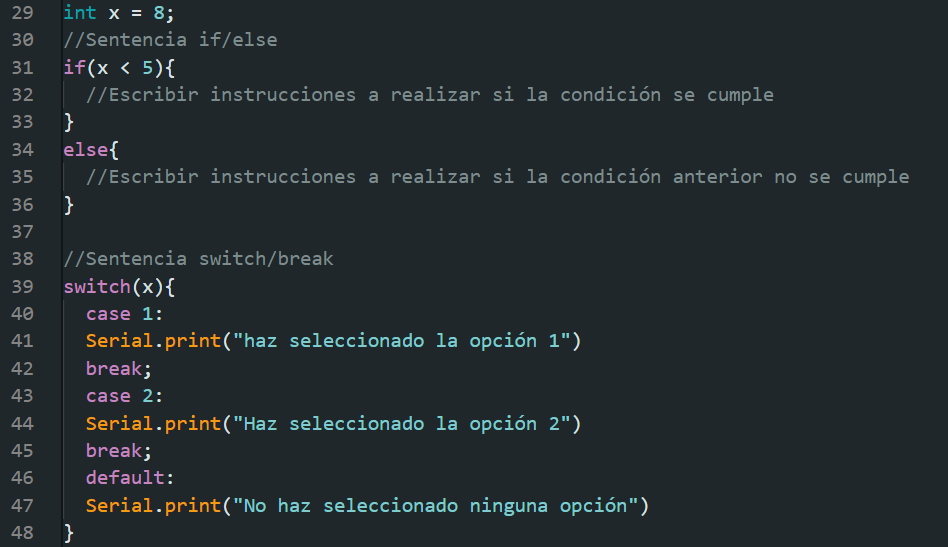 29 int x = 8;
30 //Sentencia if/else
31 if(x < 5){
32 //Escribir instrucciones a realizar si la condición se cumple
33 }
34 else{
35 //Escribir instrucciones a realizar si la condición anterior no se cumple
36 }
37
38 //Sentencia switch/break
39 switch(x){
40 case 1:
41 Serial.print("haz seleccionado la opción 1")
42 break;
43 case 2:
44 Serial.print("Haz seleccionado la opción 2")
45 break;
46 default:
47 Serial.print("No haz seleccionado ninguna opción")
48 }